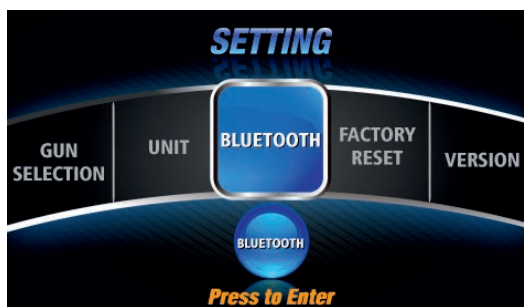 SETTING
GUN
SELECTION
UNIT
BLUETOOTH
FACTORY
RESET
VERSION
BLUETOOTH
Press to Enter